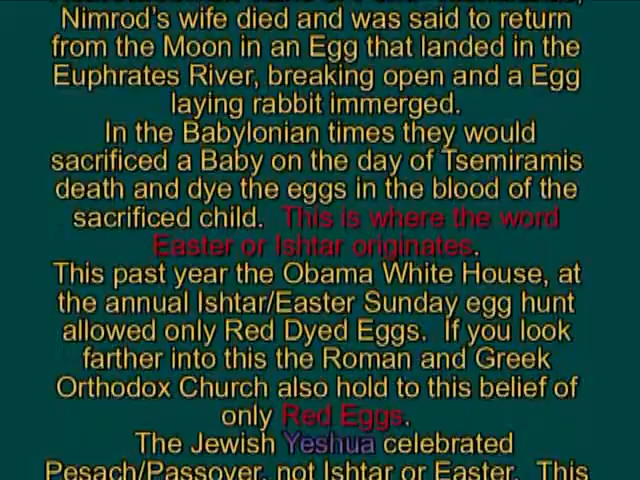 Nimrod's wife died and was said to return
from the Moon in an Egg that landed in the
Euphrates River, breaking open and a Egg
laying rabbit immerged.
In the Babylonian times they would
sacrificed a Baby on the day of Tsemiramis
death and dye the eggs in the blood of the
sacrificed child. This is where the word
Easter or Ishtar originates.
This past year the Obama White House, at
the annual Ishtar/Easter Sunday egg hunt
allowed only Red Dyed Eggs. If you look
farther into this the Roman and Greek
Orthodox Church also hold to this belief of
only Red Eggs.
The Jewish Yeshua celebrated
Pesach/Passover, not Ishtar or Easter. This